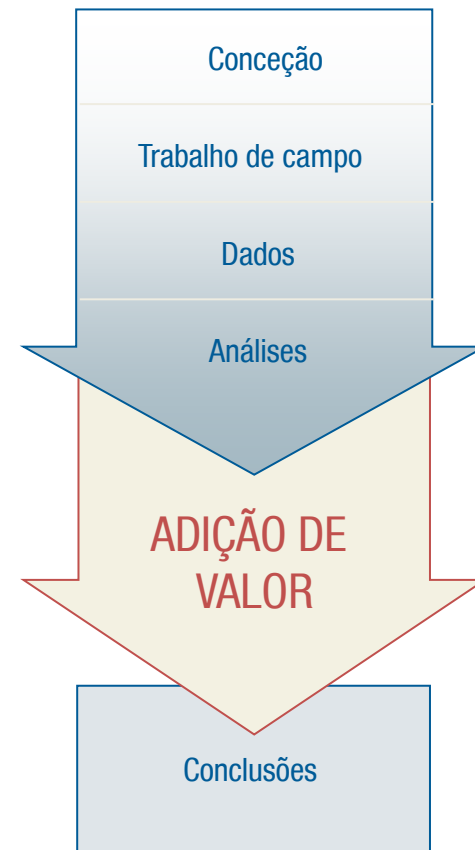 Conceção
Trabalho de campo
Dados
Análises
ADIÇÃO DE
VALOR
Conclusões